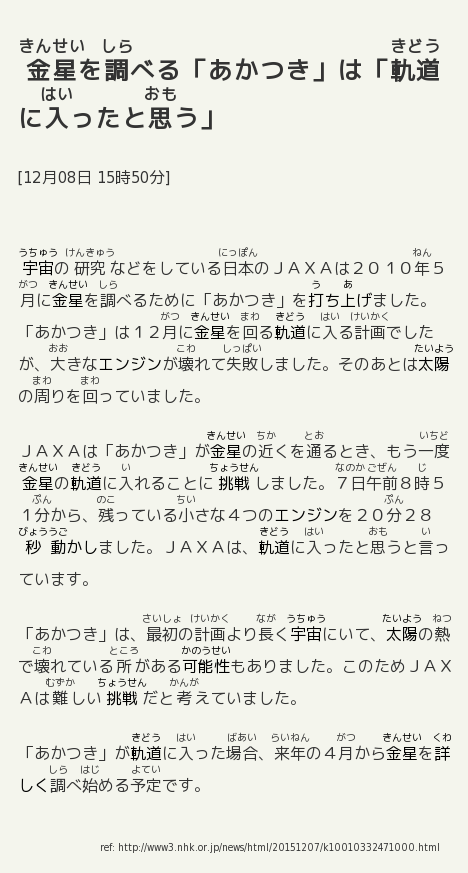 きんせい しら きどう
金星を調べる「あかつき」は「軌道
はい おも
に入ったと思う」
[12月08日 15時50分]
うちゅう けんきゅう にっぽん ねん
宇宙の研究などをしている日本のＪＡＸＡは２０１０年５
がつ きんせい しら う あ
月に金星を調べるために「あかつき」を打ち上げました。
がつ きんせい まわ きどう はい けいかく
「あかつき」は１２月に金星を回る軌道に入る計画でした
おお こわ しっぱい たいよう
が、大きなエンジンが壊れて失敗しました。そのあとは太陽
まわ まわ
の周りを回っていました。
きんせい ちか とお いちど
ＪＡＸＡは「あかつき」が金星の近くを通るとき、もう一度
きんせい きどう い ちょうせん なのか ごぜん じ
金星の軌道に入れることに挑戦しました。７日午前８時５
ぷん のこ ちい ぷん
１分から、残っている小さな４つのエンジンを２０分２８
びょううご きどう はい おも い
秒動かしました。ＪＡＸＡは、軌道に入ったと思うと言っ
ています。
さいしょ けいかく なが うちゅう たいよう ねつ
「あかつき」は、最初の計画より長く宇宙にいて、太陽の熱
こわ ところ かのうせい
で壊れている所がある可能性もありました。このためＪＡＸ
むずか ちょうせん かんが
Ａは難しい挑戦だと考えていました。
きどう はい ばあい らいねん がつ きんせい くわ
「あかつき」が軌道に入った場合、来年の４月から金星を詳
しら はじ よてい
しく調べ始める予定です。
ref: http://www3.nhk.or.jp/news/html/20151207/k10010332471000.html